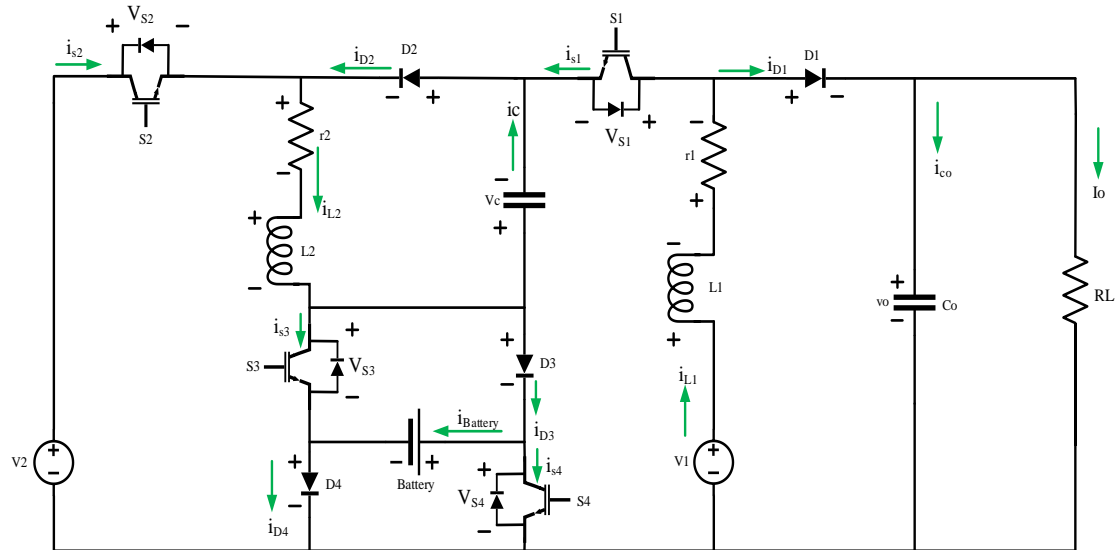 V_S2
S1
i_s2
+
−
D2
i_D2
i_s1
i_D1
D1
−
+
+
−
S2
+
r2
−
i_L2
ic
−
Vc
+
−
+
V_S1
−
r1
+
i_co
Io
+
L2
−
−
L1
+
i_L1
+
vo
−
Co
RL
i_s3
+
S3
V_S3
−
+
D3
−
i_D3
i_Battery
−
+
Battery
i_s4
V2
+
−
V1
+
−
+
D4
−
i_D4
+
V_S4
−
S4